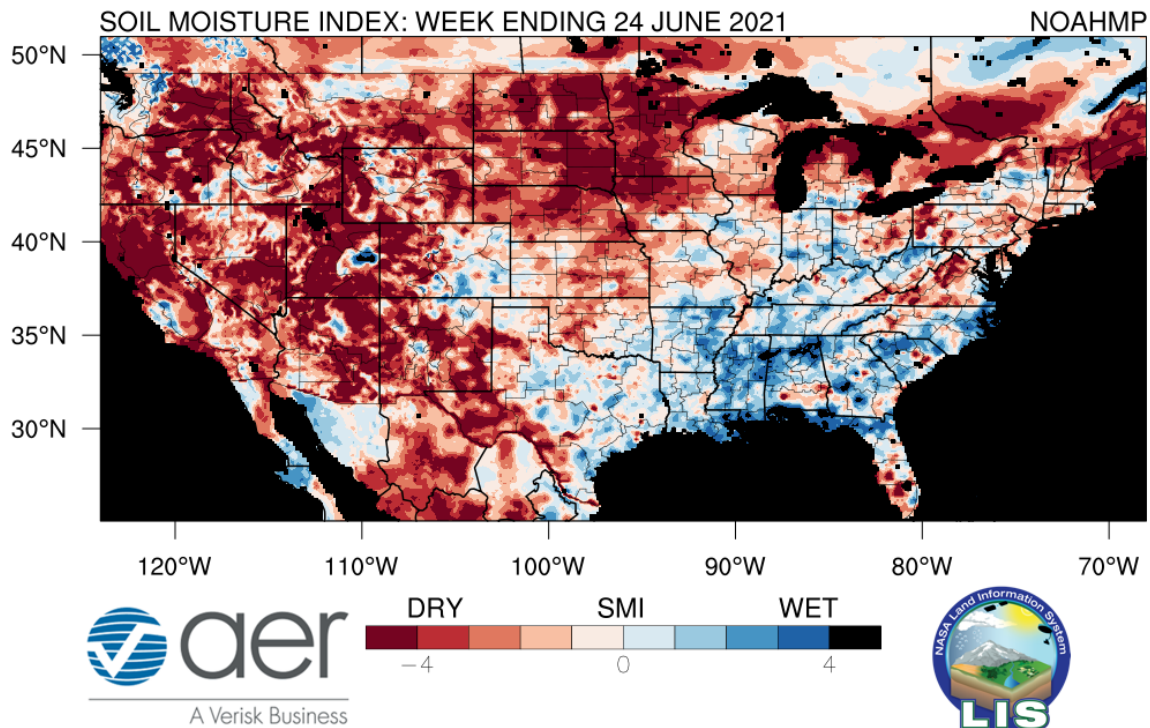 SOIL MOISTURE INDEX: WEEK ENDING 24 JUNE 2021 NOAHMP
50°N
45°N
40°N
35°N
30°N
120°W 110°W 100°W 90°W 80°W 70°W
DRY SMI WET
−4 0 4
aer
A Verisk Business
NASA Land Information System
LIS